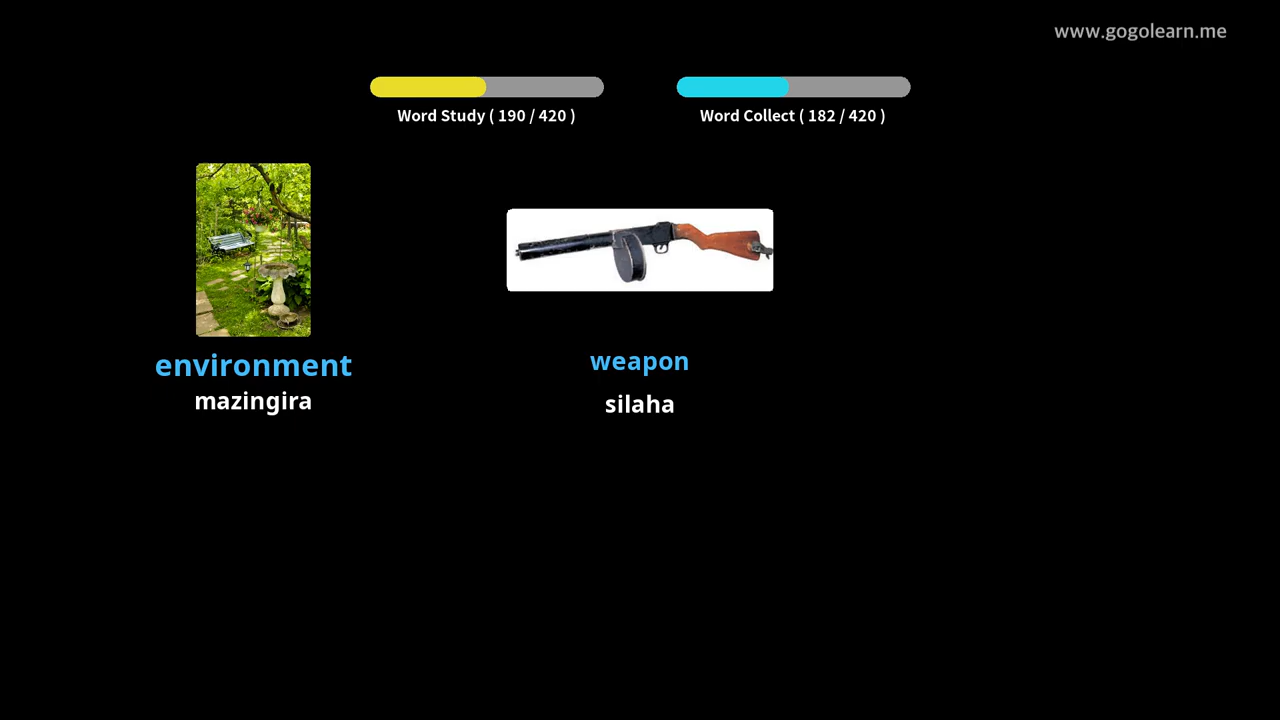 www.gogolearn.me
Word Study ( 190 / 420 )
Word Collect ( 182 / 420 )
environment
mazingira
weapon
silaha